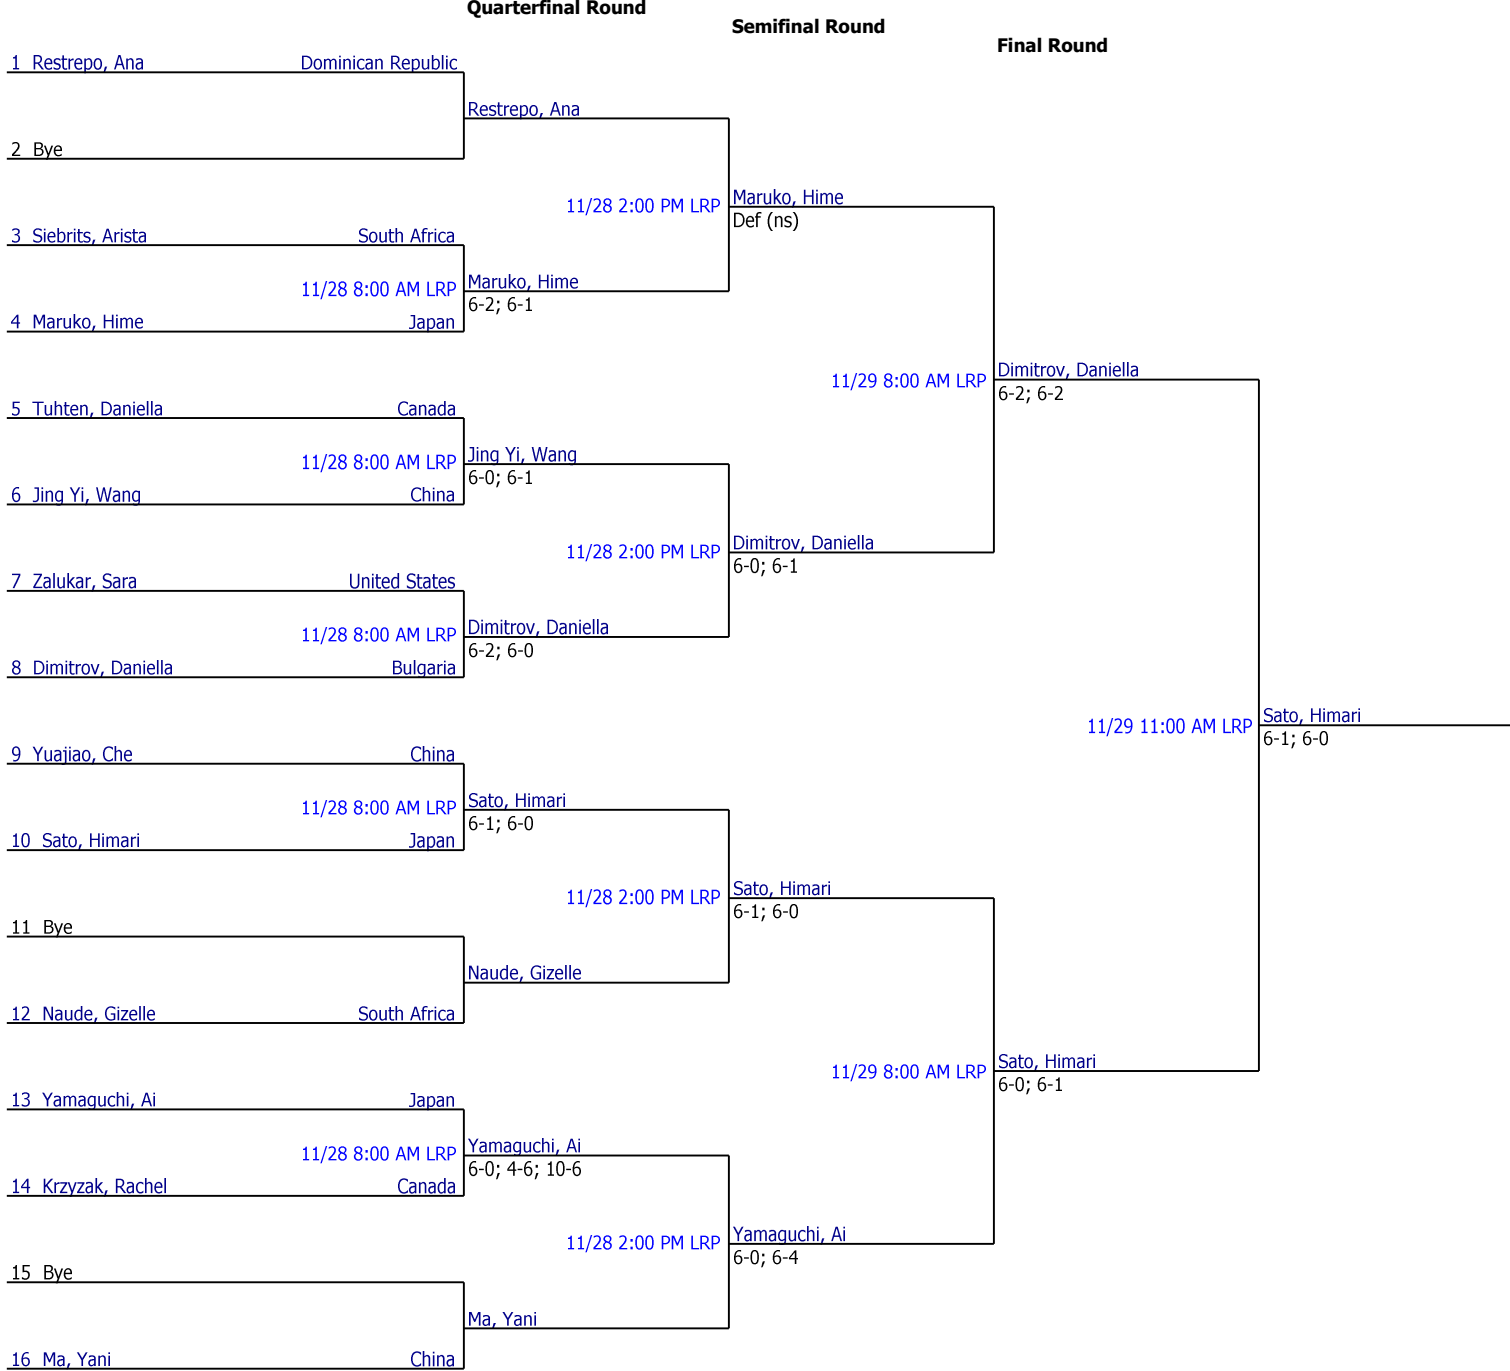 Quarterfinal Round
Semifinal Round
Final Round
1 Restrepo, Ana Dominican Republic
Restrepo, Ana
2 Bye
11/28 2:00 PM LRP Maruko, Hime
Def (ns)
3 Siebrits, Arista South Africa
11/28 8:00 AM LRP Maruko, Hime
6-2; 6-1
4 Maruko, Hime Japan
11/29 8:00 AM LRP Dimitrov, Daniella
6-2; 6-2
5 Tuhten, Daniella Canada
11/28 8:00 AM LRP Jing Yi, Wang
6-0; 6-1
6 Jing Yi, Wang China
11/28 2:00 PM LRP Dimitrov, Daniella
6-0; 6-1
7 Zalukar, Sara United States
11/28 8:00 AM LRP Dimitrov, Daniella
6-2; 6-0
8 Dimitrov, Daniella Bulgaria
11/29 11:00 AM LRP Sato, Himari
6-1; 6-0
9 Yuajiao, Che China
11/28 8:00 AM LRP Sato, Himari
6-1; 6-0
10 Sato, Himari Japan
11/28 2:00 PM LRP Sato, Himari
6-1; 6-0
11 Bye
Naude, Gizelle
12 Naude, Gizelle South Africa
11/29 8:00 AM LRP Sato, Himari
6-0; 6-1
13 Yamaguchi, Ai Japan
11/28 8:00 AM LRP Yamaguchi, Ai
6-0; 4-6; 10-6
14 Krzyzak, Rachel Canada
11/28 2:00 PM LRP Yamaguchi, Ai
6-0; 6-4
15 Bye
Ma, Yani
16 Ma, Yani China